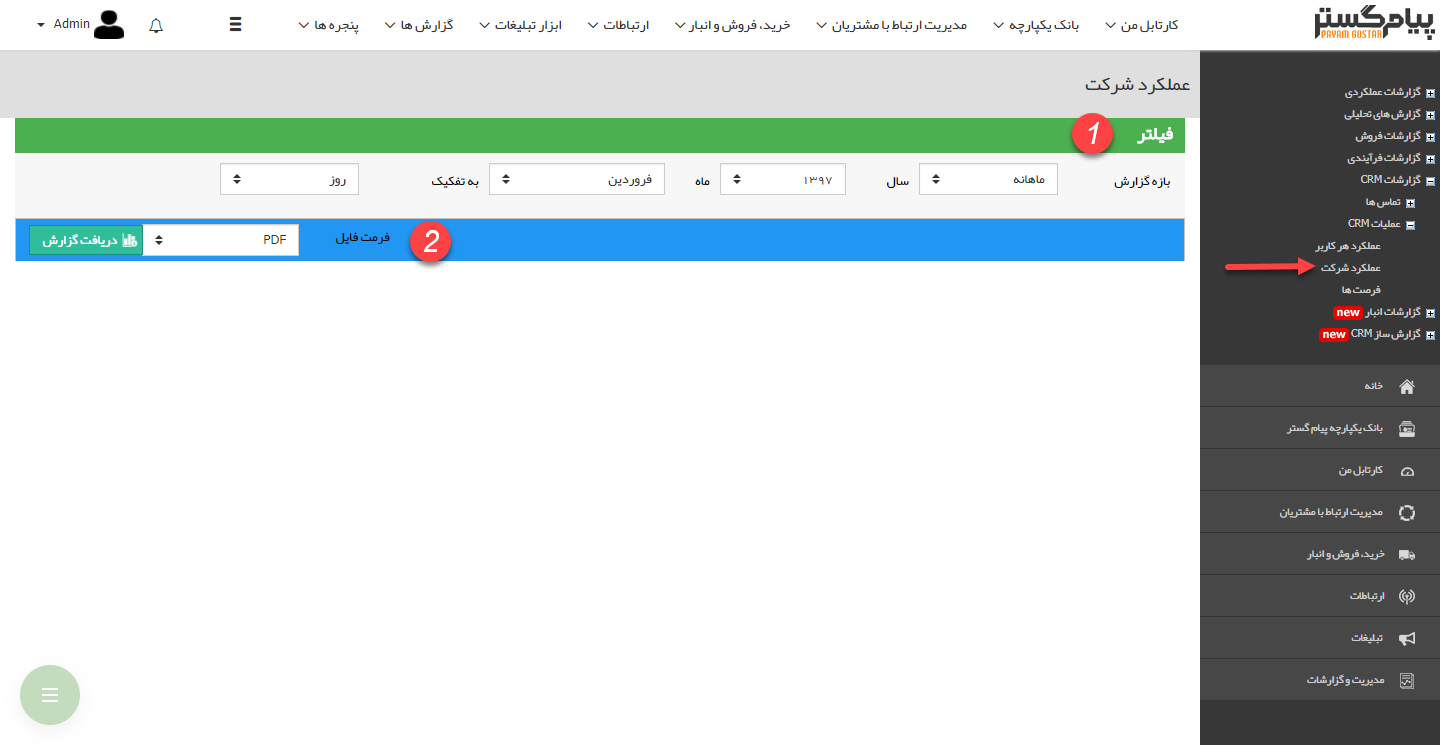 پیام‌گستر
PAYAM GOSTAR
کارتابل من
بانک یکپارچه
مدیریت ارتباط با مشتریان
خرید، فروش و انبار
ارتباطات
ابزار تبلیغات
گزارش ها
پنجره ها
Admin
عملکرد شرکت
فیلتر
1
بازه گزارش
ماهانه
سال
۱۳۹۷
ماه
فروردین
به تفکیک
روز
2
فرمت فایل
PDF
دریافت گزارش
گزارشات عملکردی
گزارش های تحلیلی
گزارشات فروش
گزارشات فرآیندی
گزارشات CRM
تماس ها
عملیات CRM
عملکرد هر کاربر
عملکرد شرکت
فرصت ها
گزارشات انبار new
گزارش ساز CRM new
خانه
بانک یکپارچه پیام گستر
کارتابل من
مدیریت ارتباط با مشتریان
خرید، فروش و انبار
ارتباطات
تبلیغات
مدیریت و گزارشات